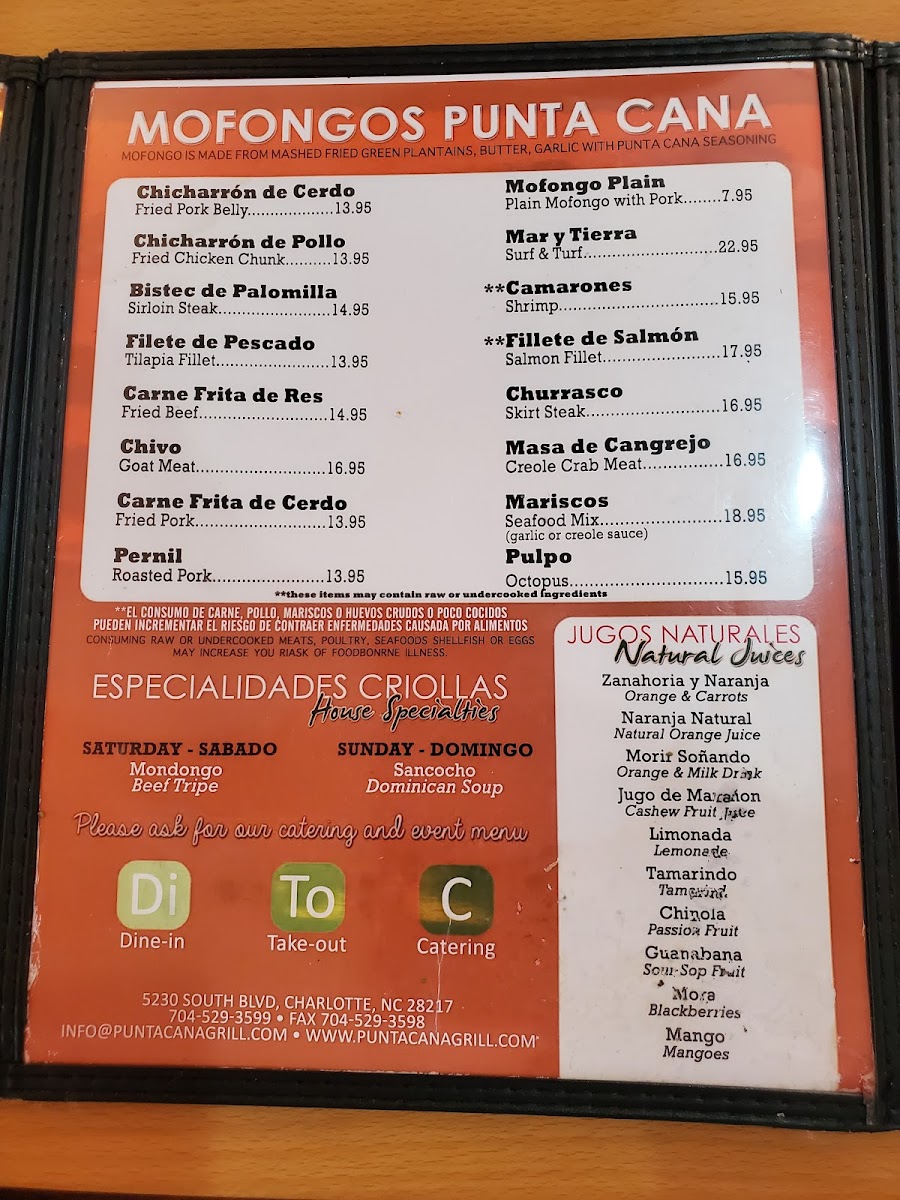 MOFONGOS PUNTA CANA
MOFONGO IS MADE FROM MASHED FRIED GREEN PLANTAINS, BUTTER, GARLIC WITH PUNTA CANA SEASONING
Chicharrón de Cerdo
Fried Pork Belly..................13.95
Chicharrón de Pollo
Fried Chicken Chunk..........13.95
Bistec de Palomilla
Sirloin Steak........................14.95
Filete de Pescado
Tilapia Fillet........................13.95
Carne Frita de Res
Fried Beef...........................14.95
Chivo
Goat Meat...........................16.95
Carne Frita de Cerdo
Fried Pork...........................13.95
Pernil
Roasted Pork.......................13.95
Mofongo Plain
Plain Mofongo with Pork........7.95
Mar y Tierra
Surf & Turf............................22.95
**Camarones
Shrimp.................................15.95
**Fillete de Salmón
Salmon Fillet........................17.95
Churrasco
Skirt Steak...........................16.95
Masa de Cangrejo
Creole Crab Meat................16.95
Mariscos
Seafood Mix.........................18.95
(garlic or creole sauce)
Pulpo
Octopus................................15.95
**these items may contain raw or undercooked ingredients
**EL CONSUMO DE CARNE, POLLO, MARISCOS O HUEVOS CRUDOS O POCO COCIDOS
PUEDEN INCREMENTAR EL RIESGO DE CONTRAER ENFERMEDADES CAUSADA POR ALIMENTOS
CONSUMING RAW OR UNDERCOOKED MEATS, POULTRY, SEAFOODS SHELLFISH OR EGGS
MAY INCREASE YOU RIASK OF FOODBONRNE ILLNESS.
ESPECIALIDADES CRIOLLAS
House Specialties
SATURDAY - SABADO
Mondongo
Beef Tripe
SUNDAY - DOMINGO
Sancocho
Dominican Soup
Please ask for our catering and event menu
Di
Dine-in
To
Take-out
C
Catering
5230 SOUTH BLVD, CHARLOTTE, NC 28217
704-529-3599 • FAX 704-529-3598
INFO@PUNTACANAGRILL.COM • WWW.PUNTACANAGRILL.COM
JUGOS NATURALES
Natural Juices
Zanahoria y Naranja
Orange & Carrots
Naranja Natural
Natural Orange Juice
Morir Soñando
Orange & Milk Drink
Jugo de Marañon
Cashew Fruit Juice
Limonada
Lemonade
Tamarindo
Tamarind
Chinola
Passion Fruit
Guanabana
Sour-Sop Fruit
Mora
Blackberries
Mango
Mangoes